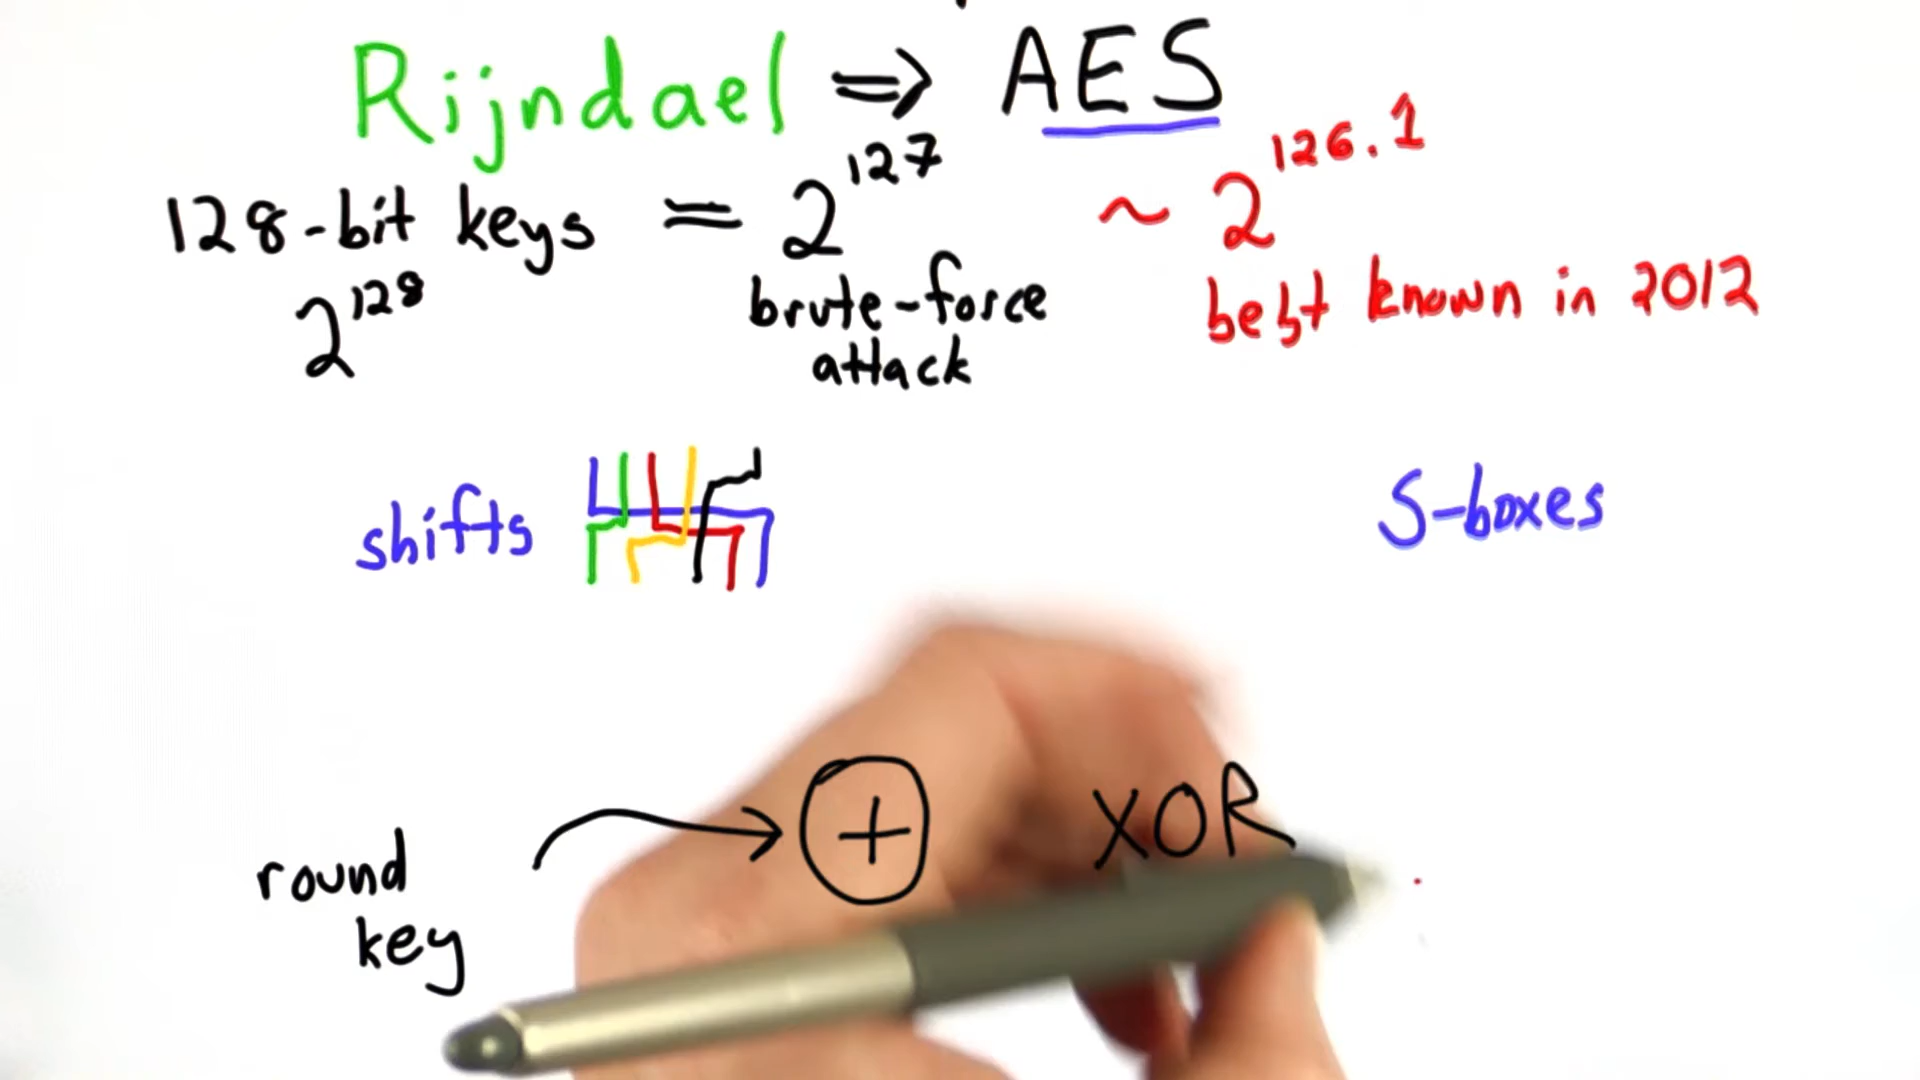 Rijndael ⇒ AES
128-bit keys = 2^127 ~ 2^126.1
2^128 brute-force attack
best known in 2012
shifts
S-boxes
round key → ⊕ XOR